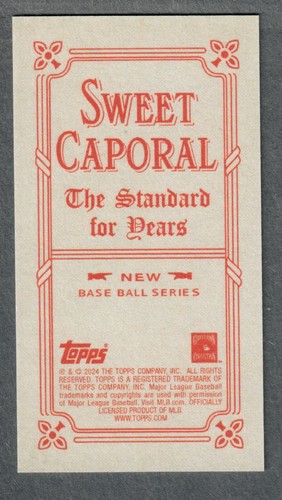 SWEET
CAPORAL
The Standard
for Years
NEW
BASE BALL SERIES
Topps
® & © 2024 THE TOPPS COMPANY, INC. ALL RIGHTS
RESERVED. TOPPS IS A REGISTERED TRADEMARK OF
THE TOPPS COMPANY, INC. Major League Baseball
trademarks and copyrights are used with permission
of Major League Baseball. Visit MLB.com. OFFICIALLY
LICENSED PRODUCT OF MLB.
WWW.TOPPS.COM